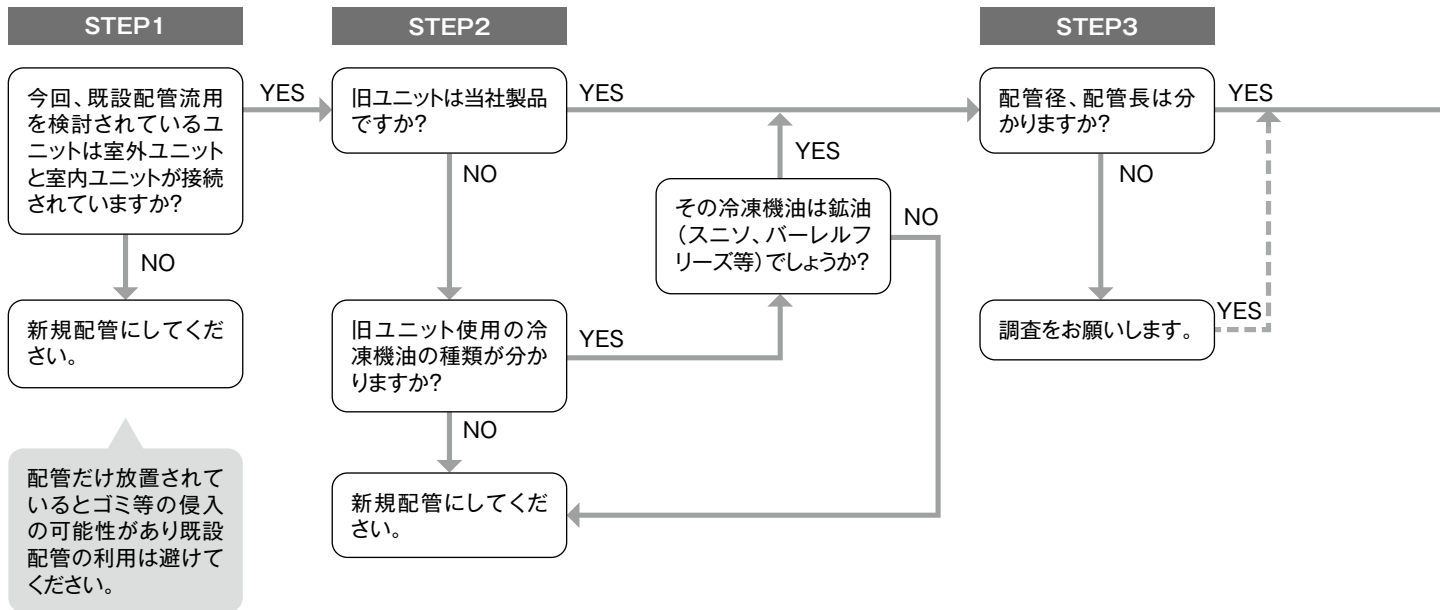 STEP1
今回、既設配管流用
を検討されているユ
ニットは室外ユニット
と室内ユニットが接続
されていますか?
YES
NO
新規配管にしてくだ
さい。
配管だけ放置されて
いるとゴミ等の侵入
の可能性があり既設
配管の利用は避けて
ください。
STEP2
旧ユニットは当社製品
ですか?
YES
NO
旧ユニット使用の冷
凍機油の種類が分か
りますか?
YES
NO
新規配管にしてくだ
さい。
YES
その冷凍機油は鉱油
(スニソ、バーレルフ
リーズ等)でしょうか?
NO
STEP3
配管径、配管長は分
かりますか?
YES
NO
調査をお願いします。
YES